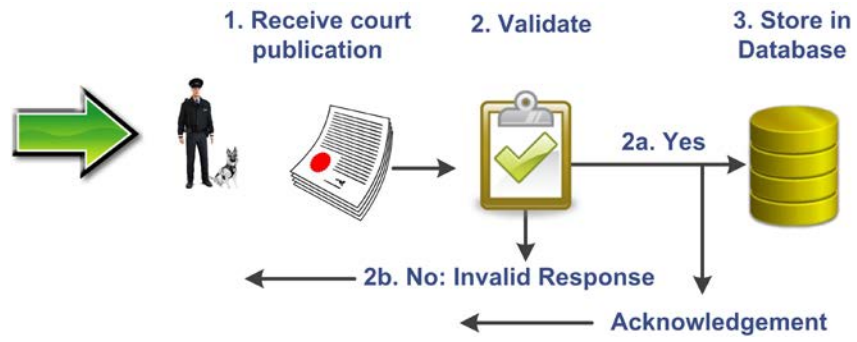 1. Receive court
publication
2. Validate
3. Store in
Database
2a. Yes
2b. No: Invalid Response
Acknowledgement